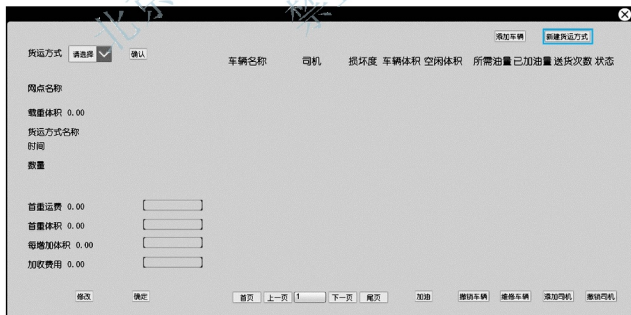 添加车辆 新建货运方式
货运方式 请选择 确认
车辆名称 司机 损坏度 车辆体积 空闲体积 所需油量 已加油量 送货次数 状态
网点名称
载重体积 0.00
货运方式名称
时间
数量
首重运费 0.00
首重体积 0.00
每增加体积 0.00
加收费用 0.00
修改 确定 首页 上一页 1 下一页 尾页 加油 撤销车辆 维修车辆 添加司机 撤销司机